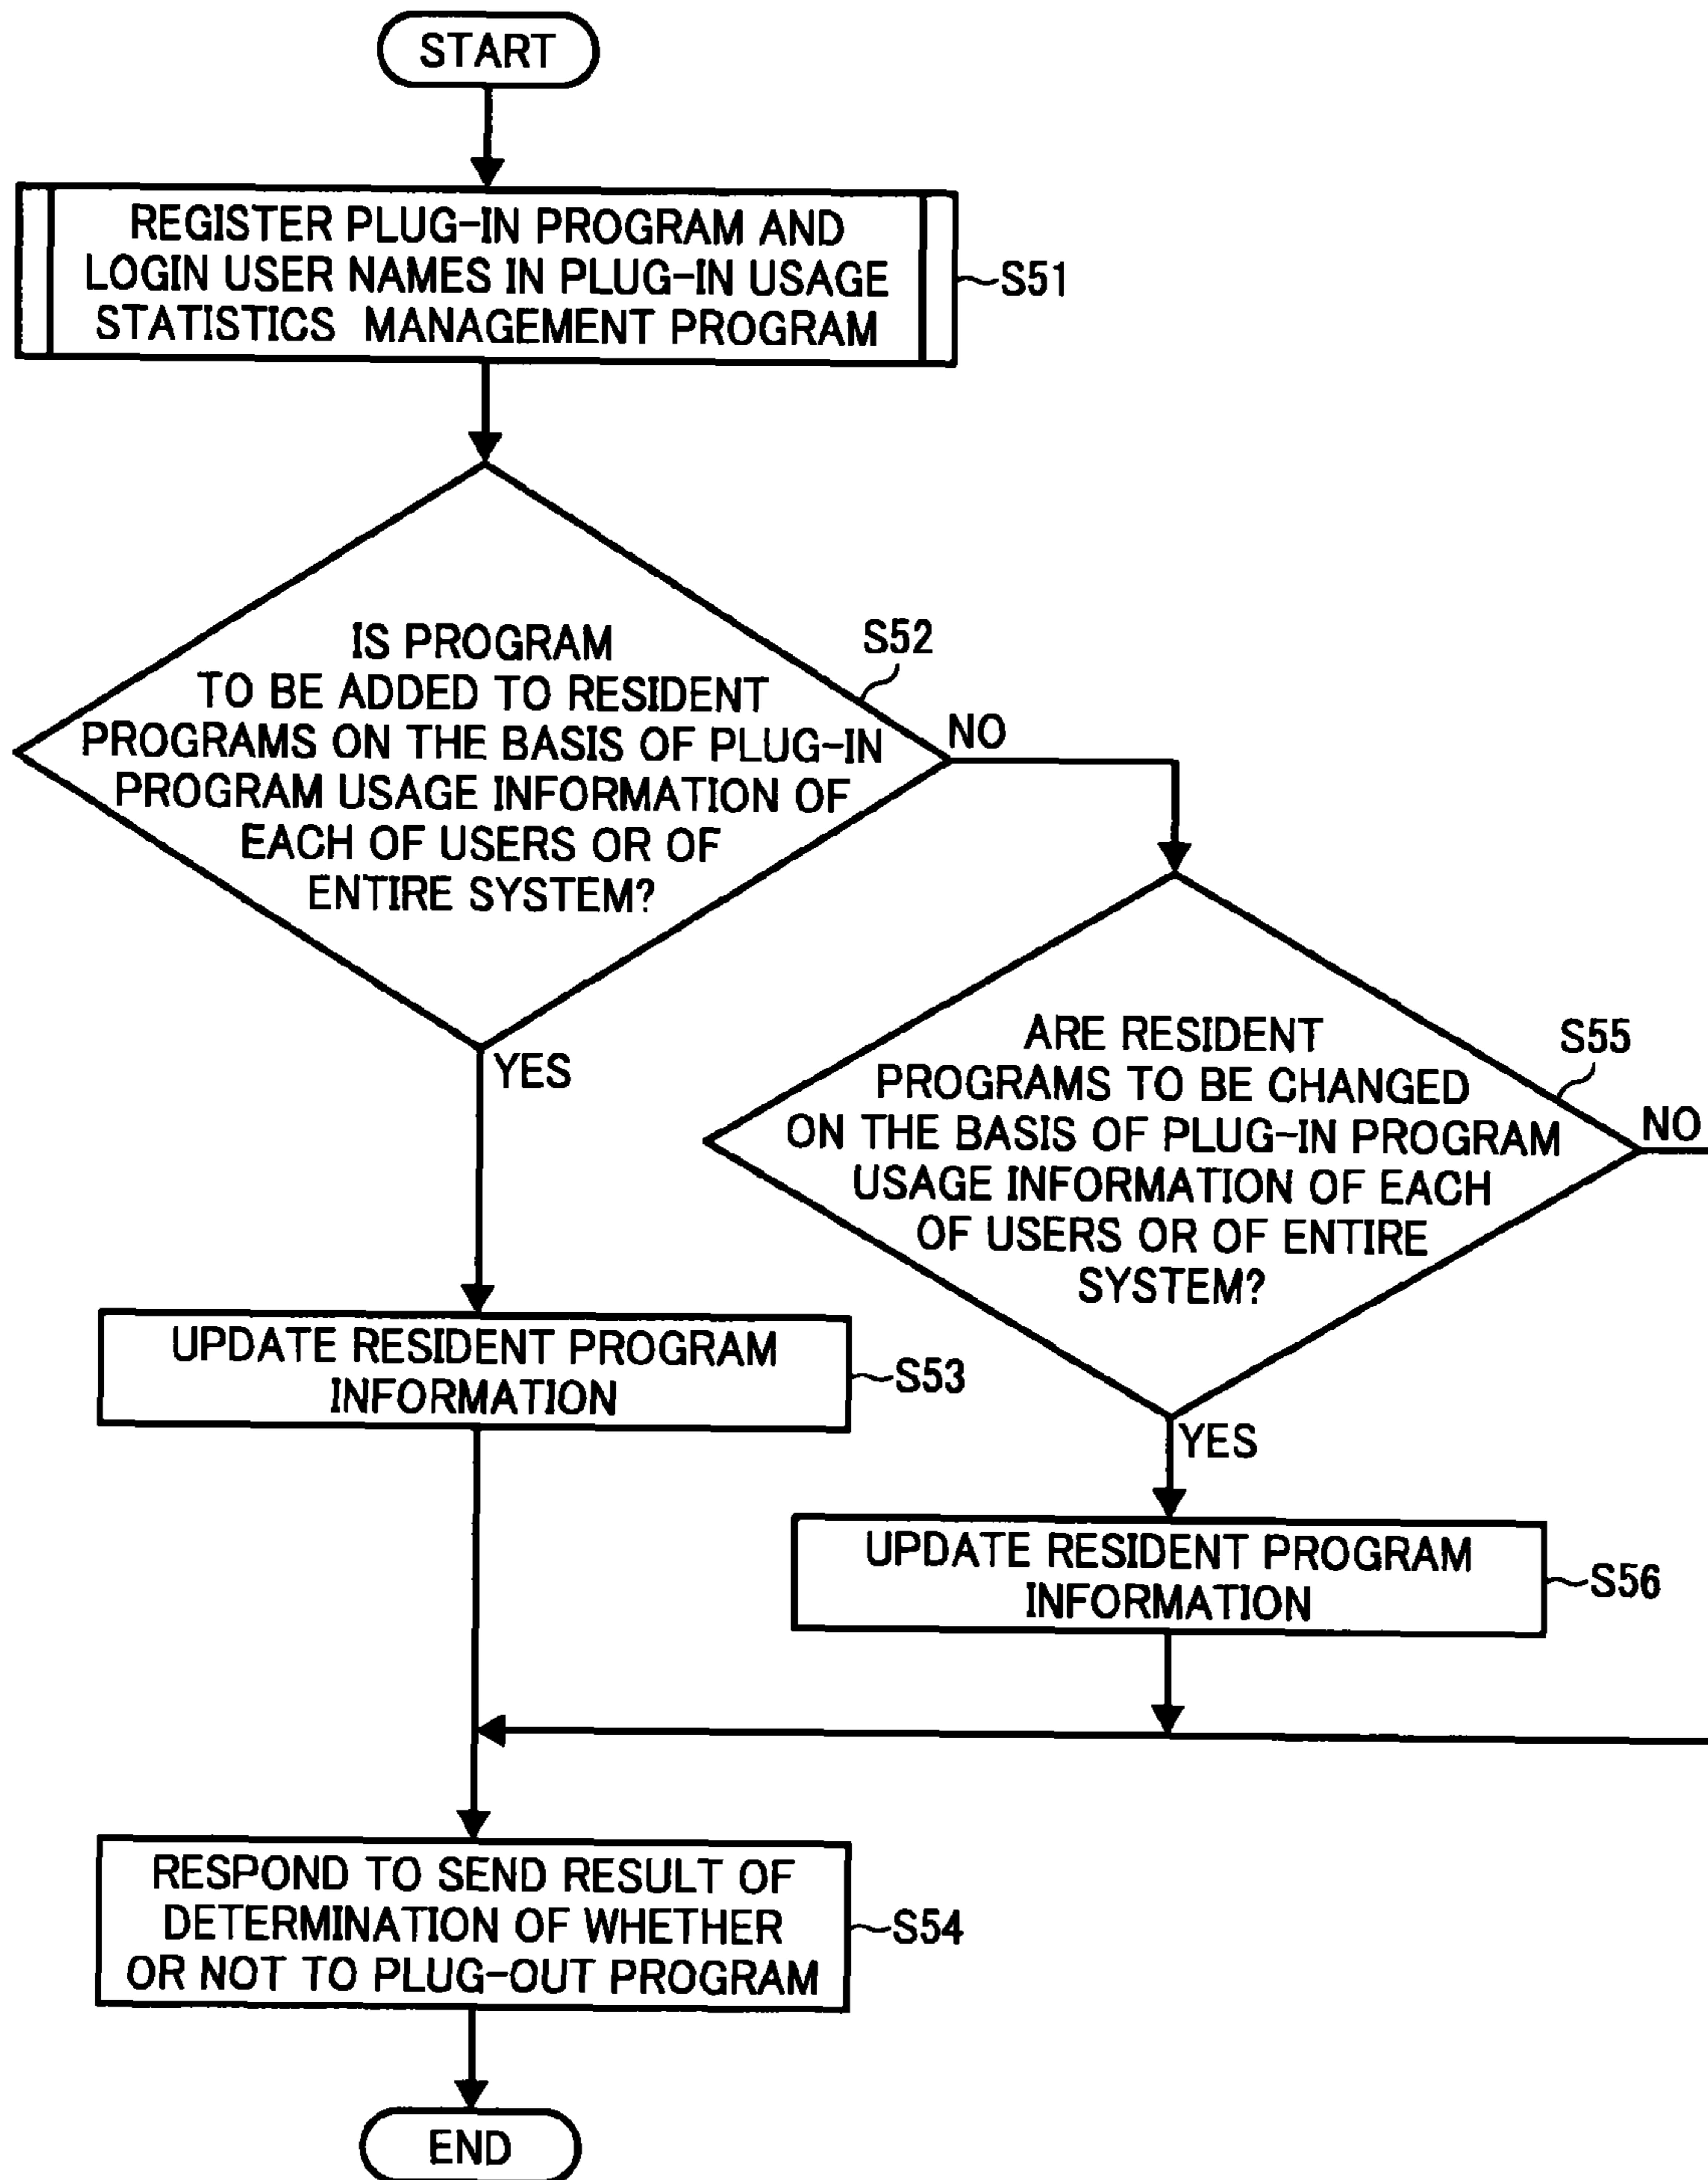 START
REGISTER PLUG-IN PROGRAM AND
LOGIN USER NAMES IN PLUG-IN USAGE
STATISTICS MANAGEMENT PROGRAM
S51
IS PROGRAM
TO BE ADDED TO RESIDENT
PROGRAMS ON THE BASIS OF PLUG-IN
PROGRAM USAGE INFORMATION OF
EACH OF USERS OR OF
ENTIRE SYSTEM?
S52
NO
YES
ARE RESIDENT
PROGRAMS TO BE CHANGED
ON THE BASIS OF PLUG-IN PROGRAM
USAGE INFORMATION OF EACH
OF USERS OR OF ENTIRE
SYSTEM?
S55
NO
YES
UPDATE RESIDENT PROGRAM
INFORMATION
S53
UPDATE RESIDENT PROGRAM
INFORMATION
S56
RESPOND TO SEND RESULT OF
DETERMINATION OF WHETHER
OR NOT TO PLUG-OUT PROGRAM
S54
END